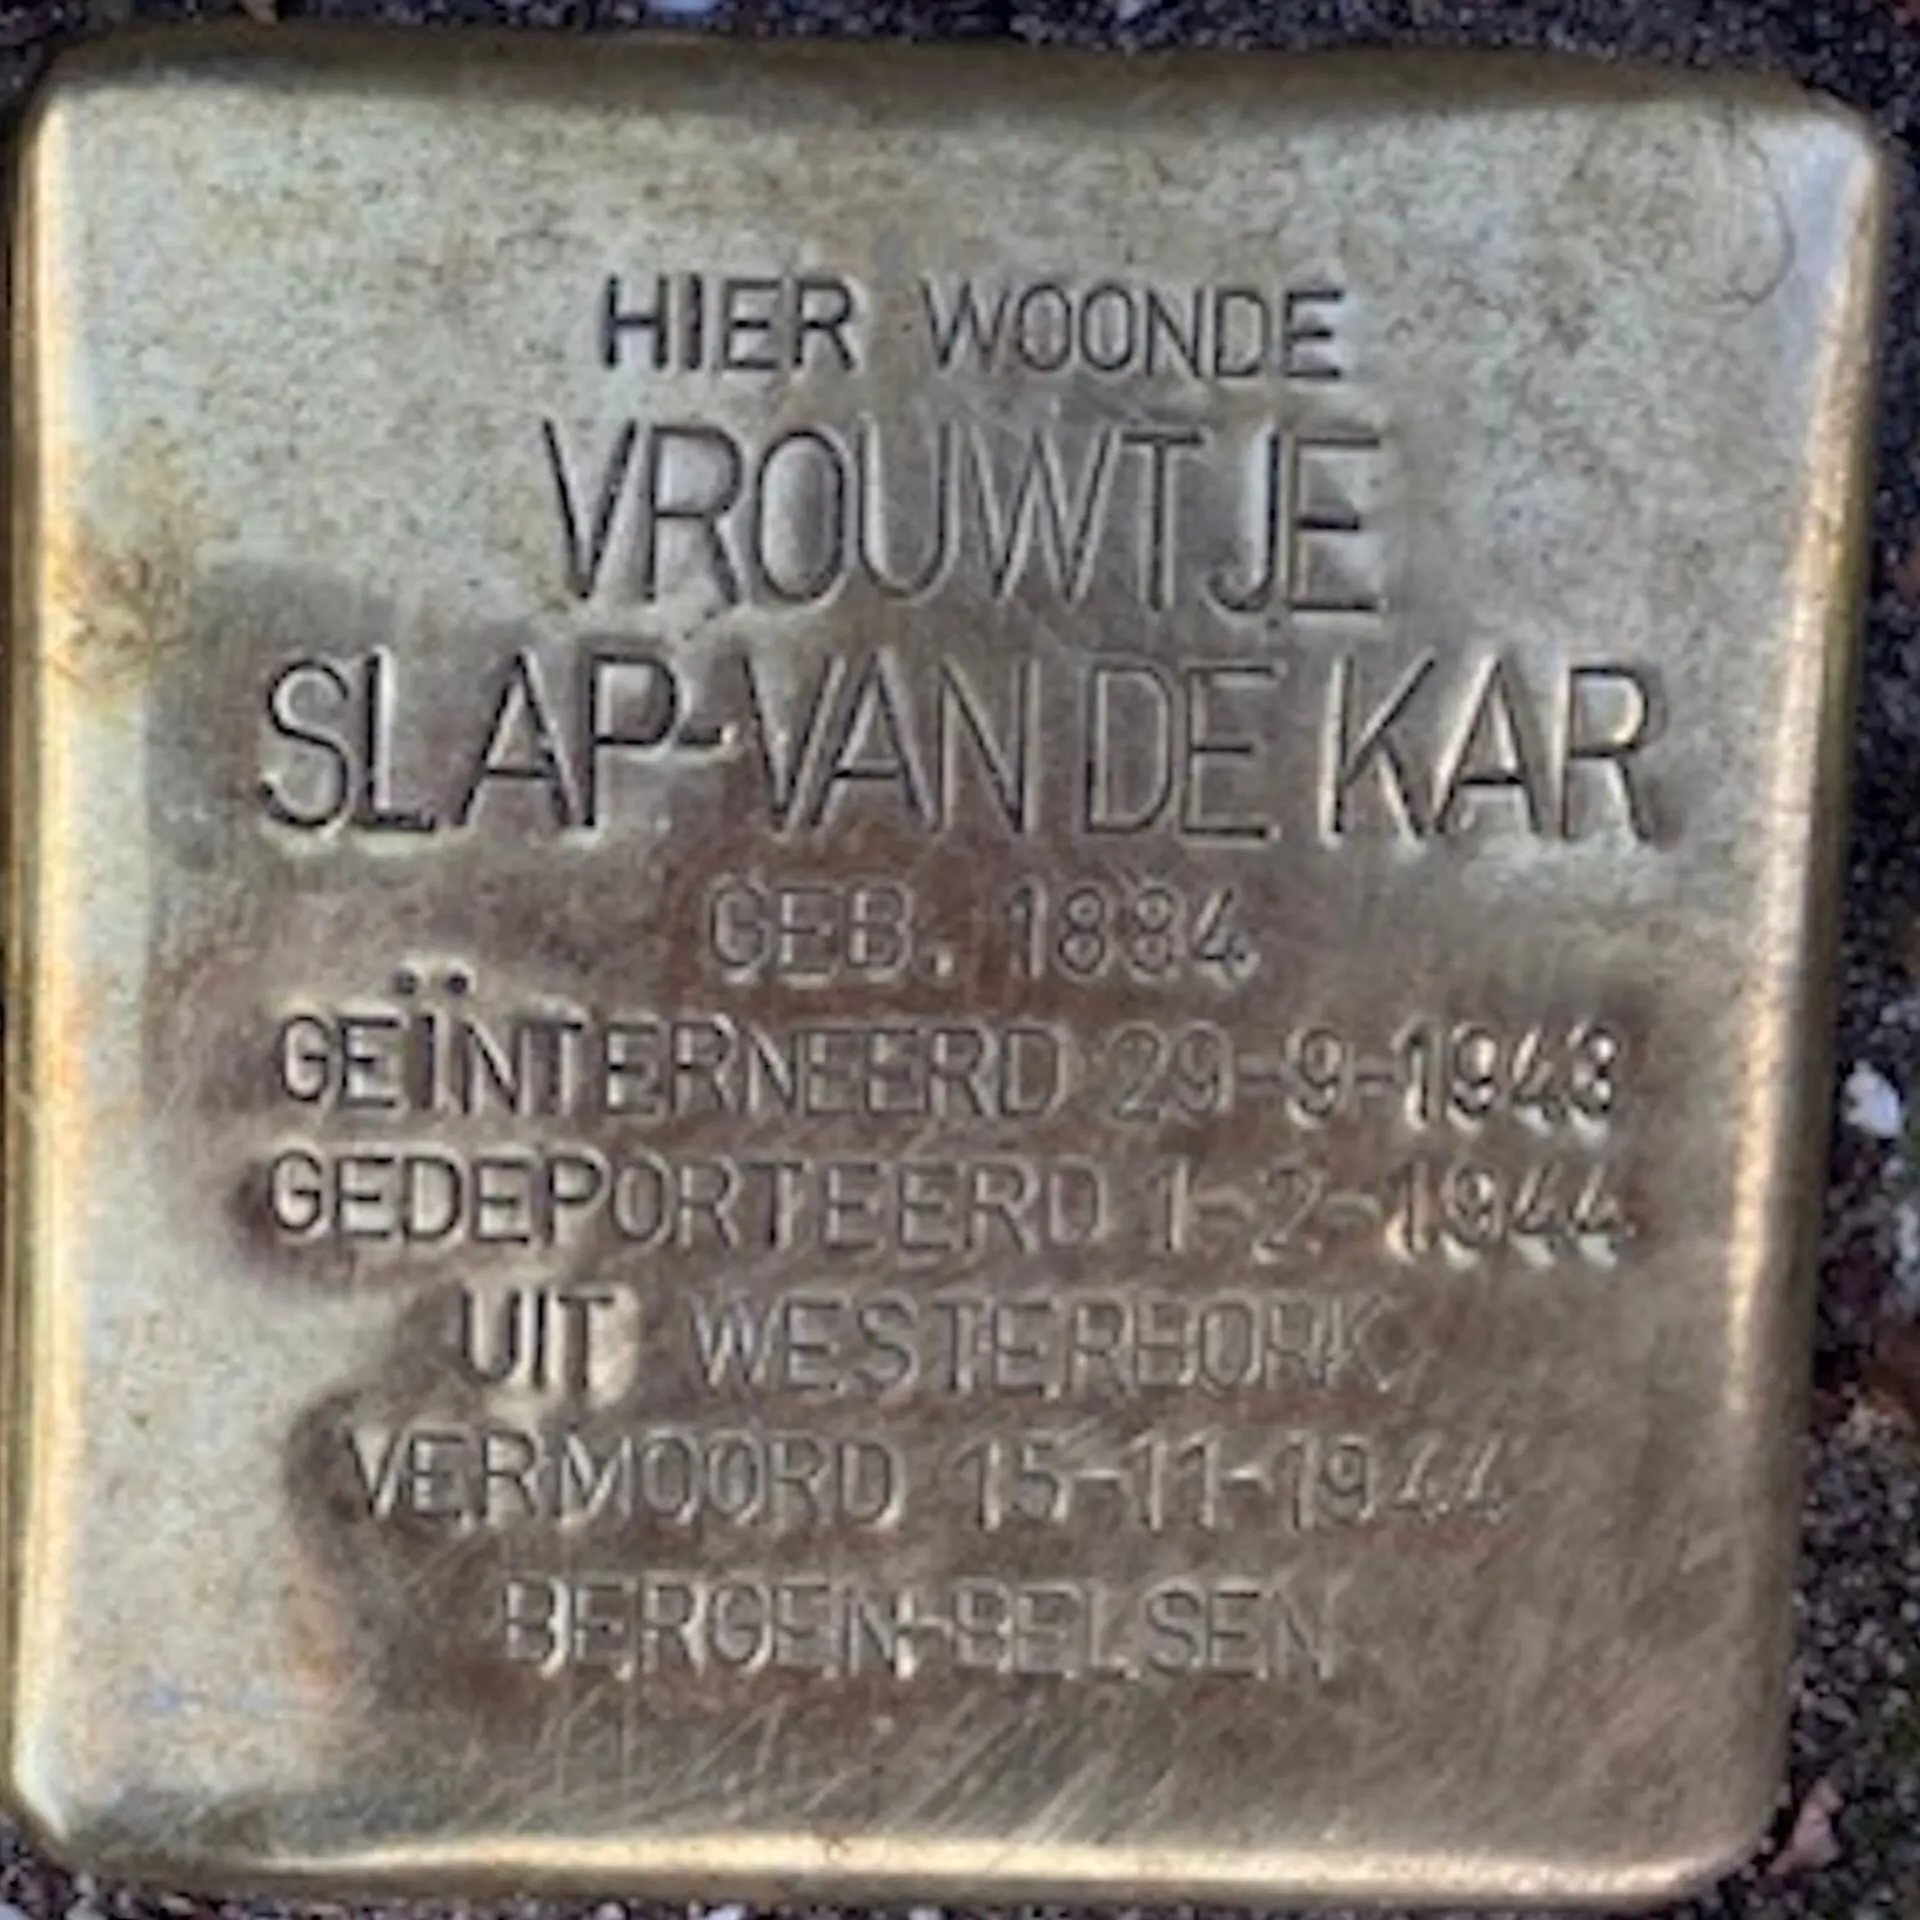 HIER WOONDE
VROUWTJE
SLAP-VAN DE KAR
GEB. 1884
GEÏNTERNEERD 29-9-1943
GEDEPORTEERD 1-2-1944
UIT WESTERBORK
VERMOORD 15-11-1944
BERGEN-BELSEN